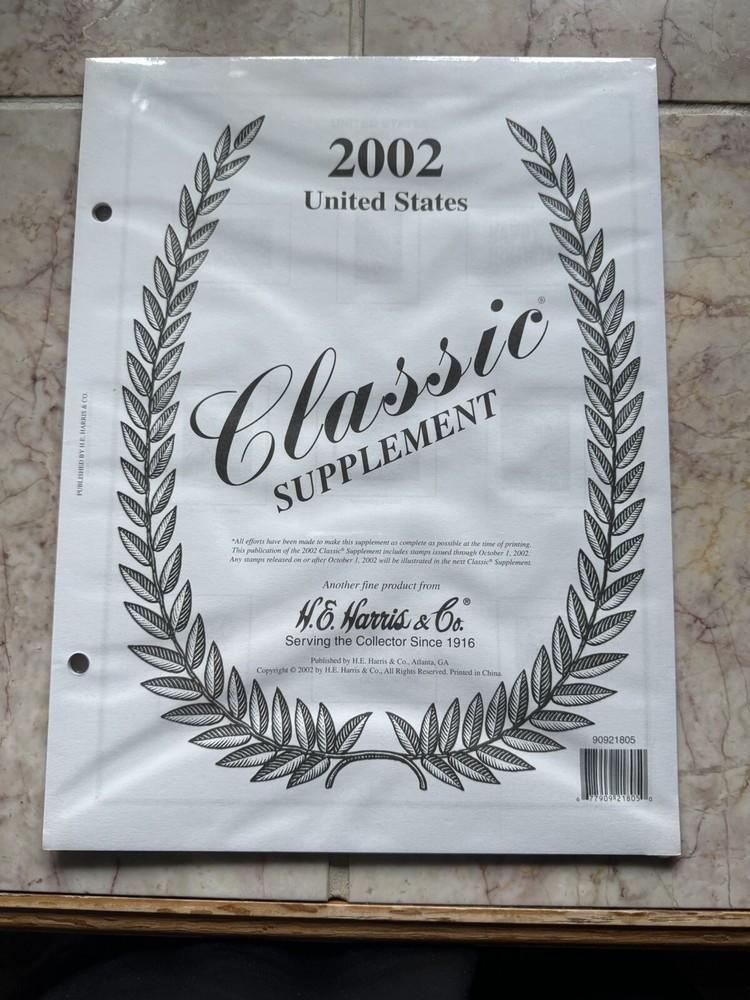 2002
United States
Classic®
SUPPLEMENT
*All efforts have been made to make this supplement as complete as possible at the time of printing.
This publication of the 2002 Classic® Supplement includes stamps issued through October 1, 2002.
Any stamps released on or after October 1, 2002 will be illustrated in the next Classic® Supplement.
Another fine product from
H.E. Harris & Co.®
Serving the Collector Since 1916
Published by H.E. Harris & Co., Atlanta, GA
Copyright © 2002 by H.E. Harris & Co., All Rights Reserved. Printed in China.
PUBLISHED BY H.E. HARRIS & CO.
90921805
6 77909 21805 0